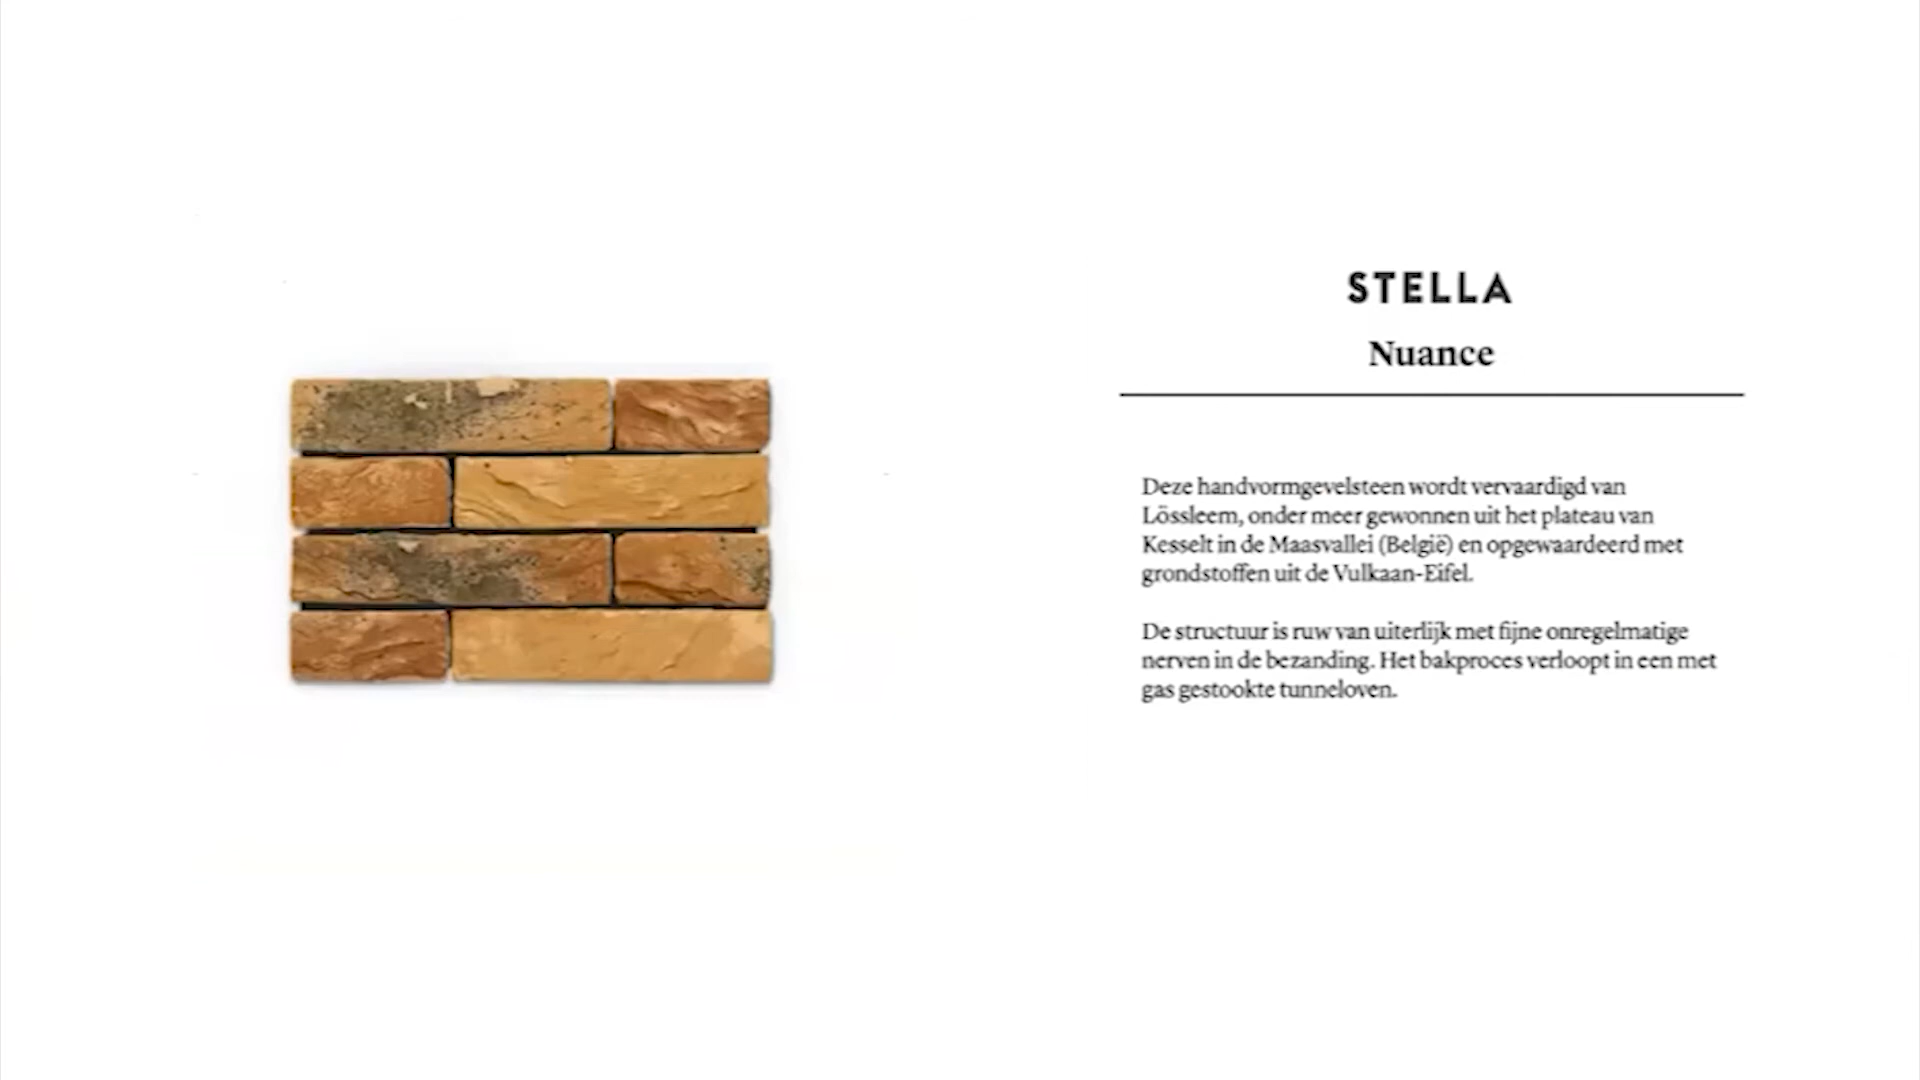 STELLA
Nuance
Deze handvormgevelsteen wordt vervaardigd van
Lössleem, onder meer gewonnen uit het plateau van
Kesselt in de Maasvallei (België) en opgewaardeerd met
grondstoffen uit de Vulkaan-Eifel.
De structuur is ruw van uiterlijk met fijne onregelmatige
nerven in de bezanding. Het bakproces verloopt in een met
gas gestookte tunneloven.